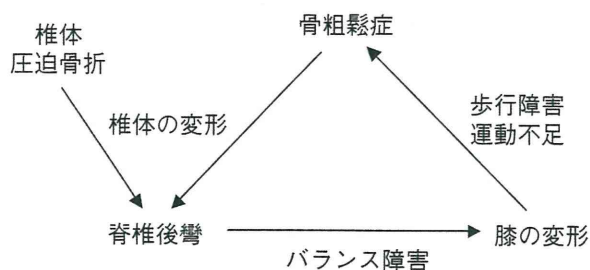 椎体
圧迫骨折
骨粗鬆症
椎体の変形
歩行障害
運動不足
脊椎後彎
バランス障害
膝の変形